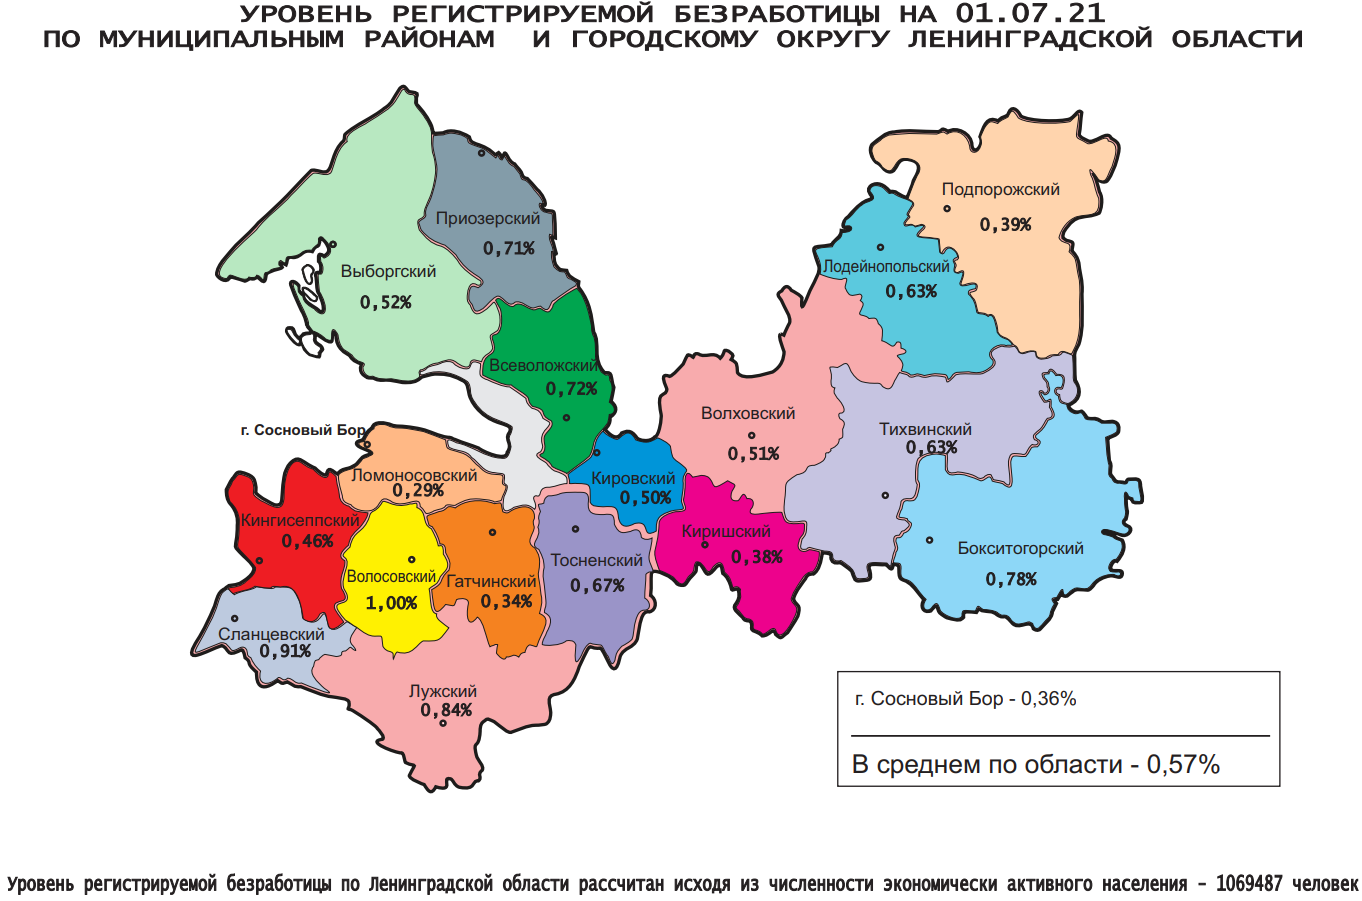 УРОВЕНЬ РЕГИСТРИРУЕМОЙ БЕЗРАБОТИЦЫ НА 01.07.21
ПО МУНИЦИПАЛЬНЫМ РАЙОНАМ И ГОРОДСКОМУ ОКРУГУ ЛЕНИНГРАДСКОЙ ОБЛАСТИ
Подпорожский
0,39%
Приозерский
0,71%
Выборгский
0,52%
Лодейнопольский
0,63%
Всеволожский
0,72%
Волховский
0,51%
Тихвинский
0,63%
г. Сосновый Бор
Ломоносовский
0,29%
Кировский
0,50%
Кингисеппский
0,46%
Киришский
0,38%
Бокситогорский
0,78%
Волосовский
1,00%
Гатчинский
0,34%
Тосненский
0,67%
Сланцевский
0,91%
Лужский
0,84%
г. Сосновый Бор - 0,36%
В среднем по области - 0,57%
Уровень регистрируемой безработицы по Ленинградской области рассчитан исходя из численности экономически активного населения - 1069487 человек